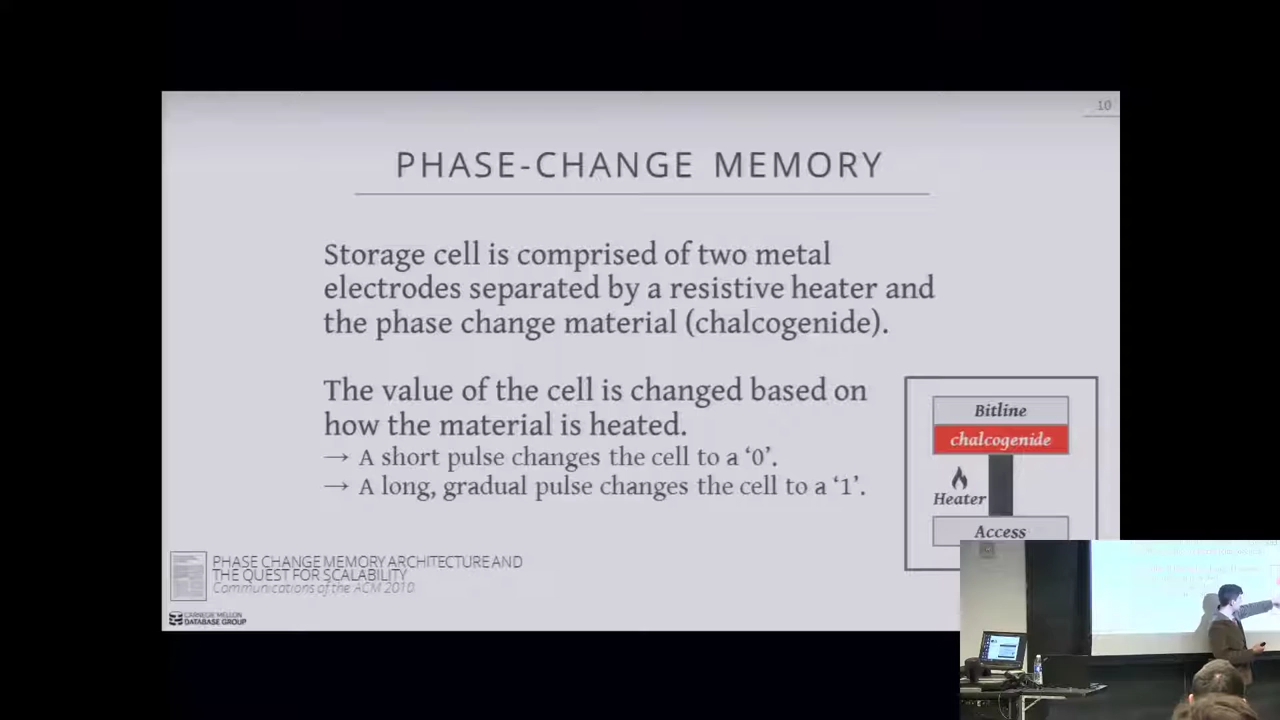 10
PHASE-CHANGE MEMORY
Storage cell is comprised of two metal
electrodes separated by a resistive heater and
the phase change material (chalcogenide).
The value of the cell is changed based on
how the material is heated.
→ A short pulse changes the cell to a ‘0’.
→ A long, gradual pulse changes the cell to a ‘1’.
Bitline
chalcogenide
Heater
Access
PHASE CHANGE MEMORY ARCHITECTURE AND
THE QUEST FOR SCALABILITY
Communications of the ACM 2010
CARNEGIE MELLON
DATABASE GROUP